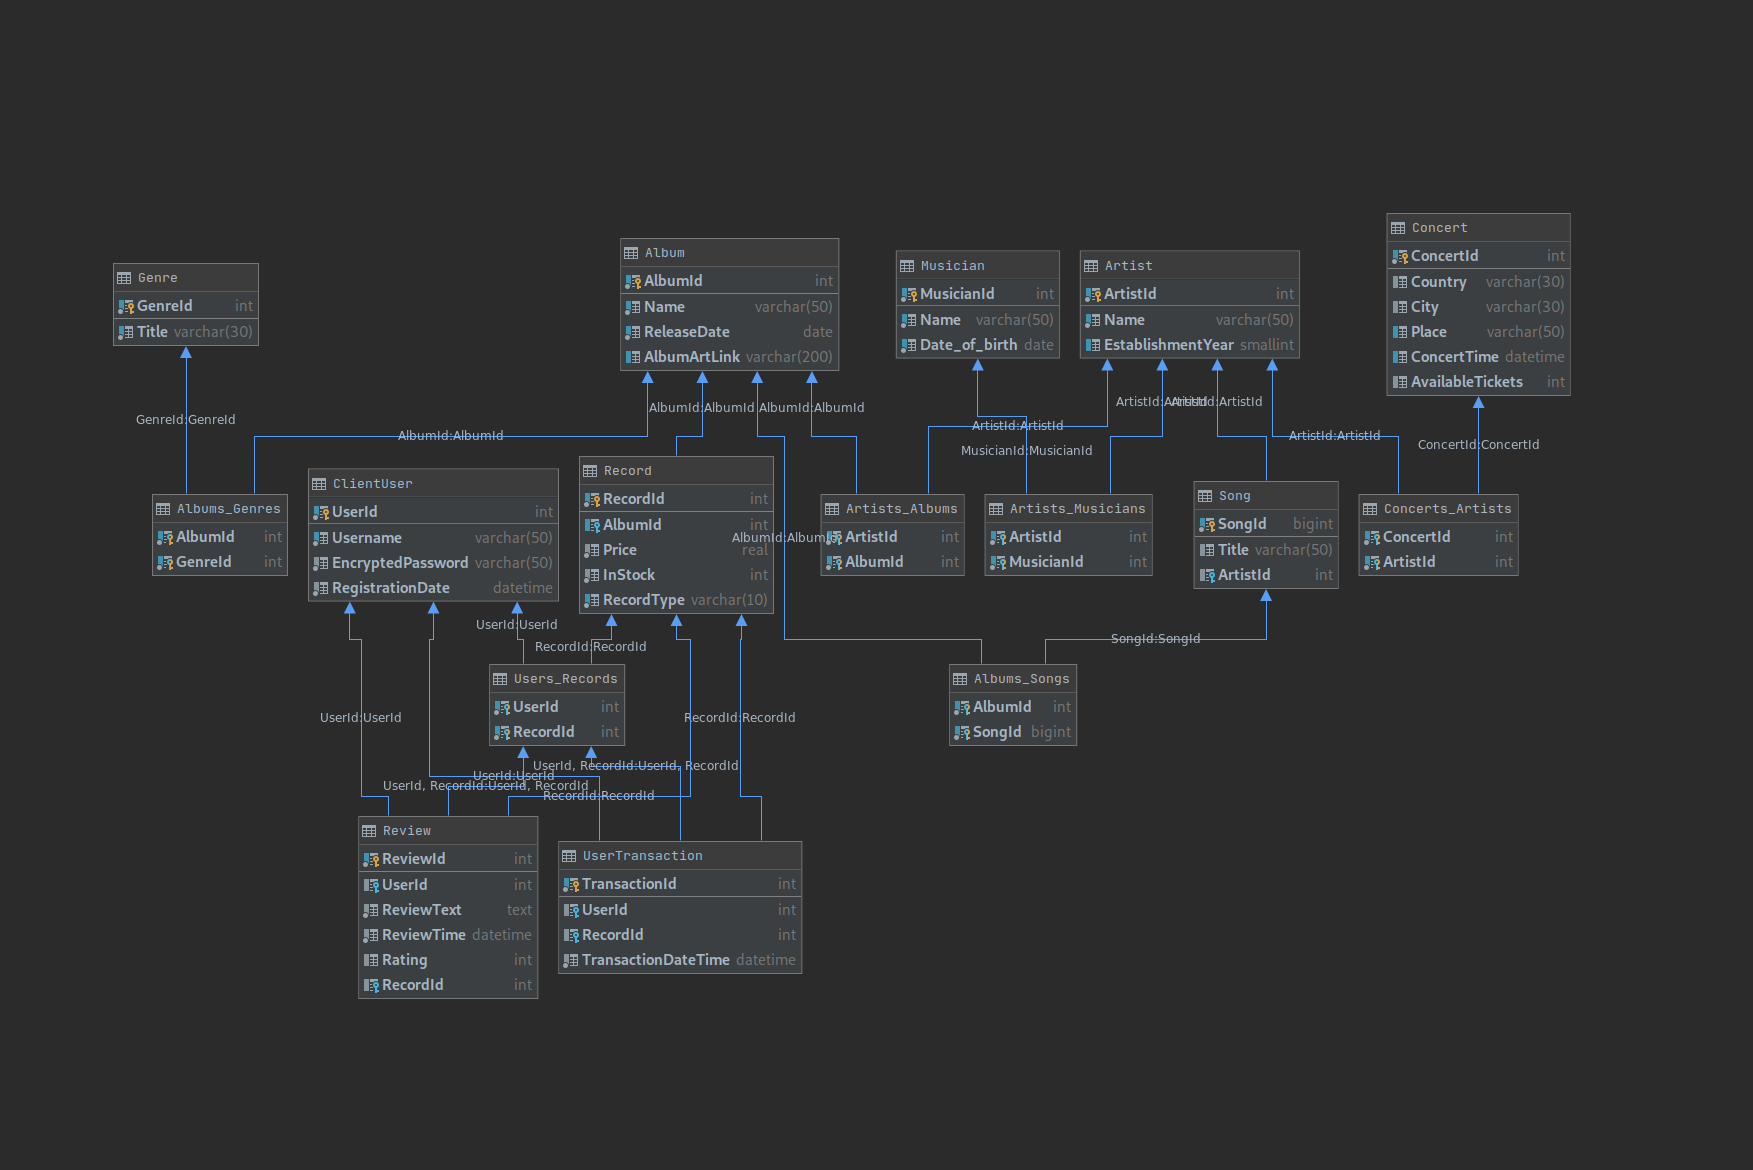 Concert
ConcertId int
Country varchar(30)
City varchar(30)
Place varchar(50)
ConcertTime datetime
AvailableTickets int
Album
AlbumId int
Name varchar(50)
ReleaseDate date
AlbumArtLink varchar(200)
Musician
MusicianId int
Name varchar(50)
Date_of_birth date
Artist
ArtistId int
Name varchar(50)
EstablishmentYear smallint
Genre
GenreId int
Title varchar(30)
GenreId:GenreId
AlbumId:AlbumId
AlbumId:AlbumId
AlbumId:AlbumId
ArtistId:ArtistId
ArtistId:ArtistId
ArtistId:ArtistId
MusicianId:MusicianId
ArtistId:ArtistId
ConcertId:ConcertId
Albums_Genres
AlbumId int
GenreId int
ClientUser
UserId int
Username varchar(50)
EncryptedPassword varchar(50)
RegistrationDate datetime
Record
RecordId int
AlbumId int
Price real
InStock int
RecordType varchar(10)
AlbumId:AlbumId
Artists_Albums
ArtistId int
AlbumId int
Artists_Musicians
ArtistId int
MusicianId int
Song
SongId bigint
Title varchar(50)
ArtistId int
Concerts_Artists
ConcertId int
ArtistId int
UserId:UserId
RecordId:RecordId
SongId:SongId
Users_Records
UserId int
RecordId int
Albums_Songs
AlbumId int
SongId bigint
UserId:UserId
RecordId:RecordId
UserId, RecordId:UserId, RecordId
UserId:UserId
UserId, RecordId:UserId, RecordId
RecordId:RecordId
Review
ReviewId int
UserId int
ReviewText text
ReviewTime datetime
Rating int
RecordId int
UserTransaction
TransactionId int
UserId int
RecordId int
TransactionDateTime datetime